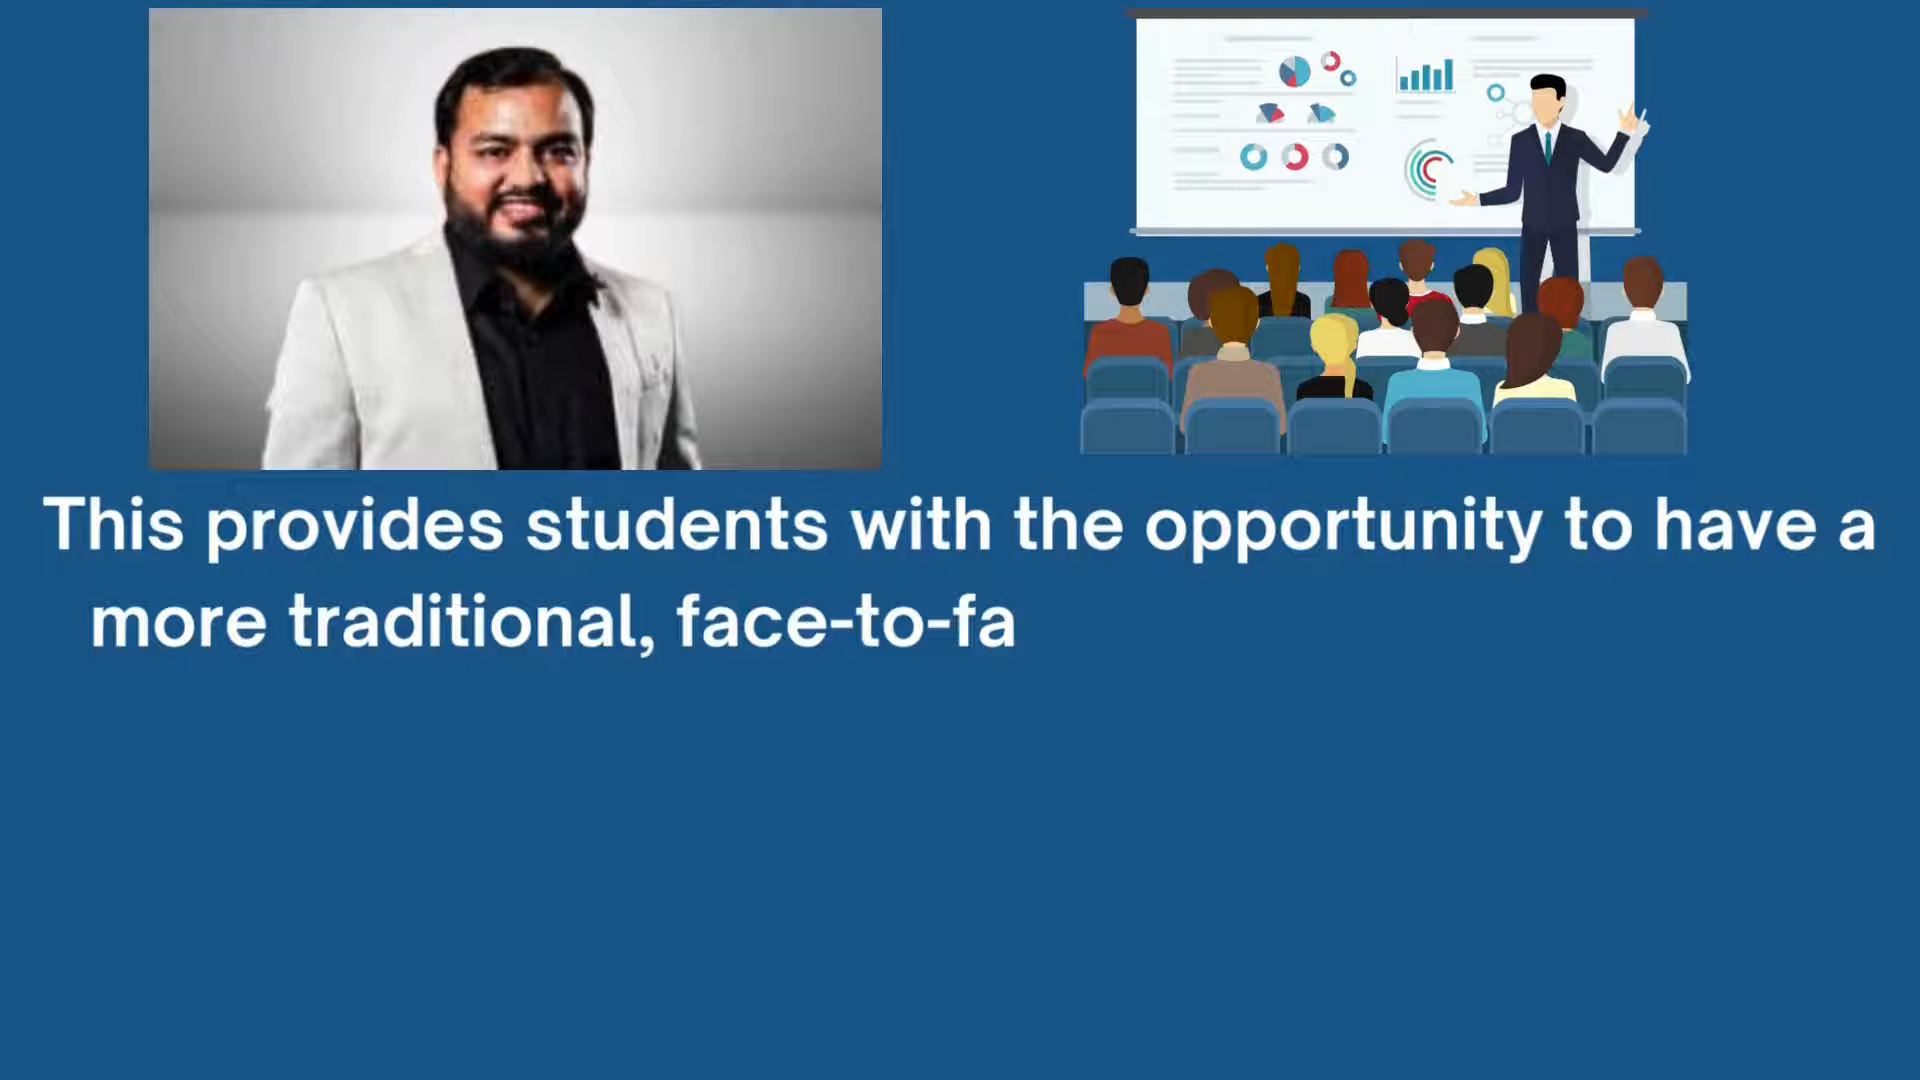 This provides students with the opportunity to have a
more traditional, face-to-fa